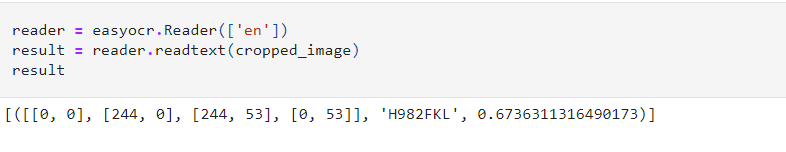 reader = easyocr.Reader(['en'])
result = reader.readtext(cropped_image)
result
[([[0, 0], [244, 0], [244, 53], [0, 53]], 'H982FKL', 0.6736311316490173)]